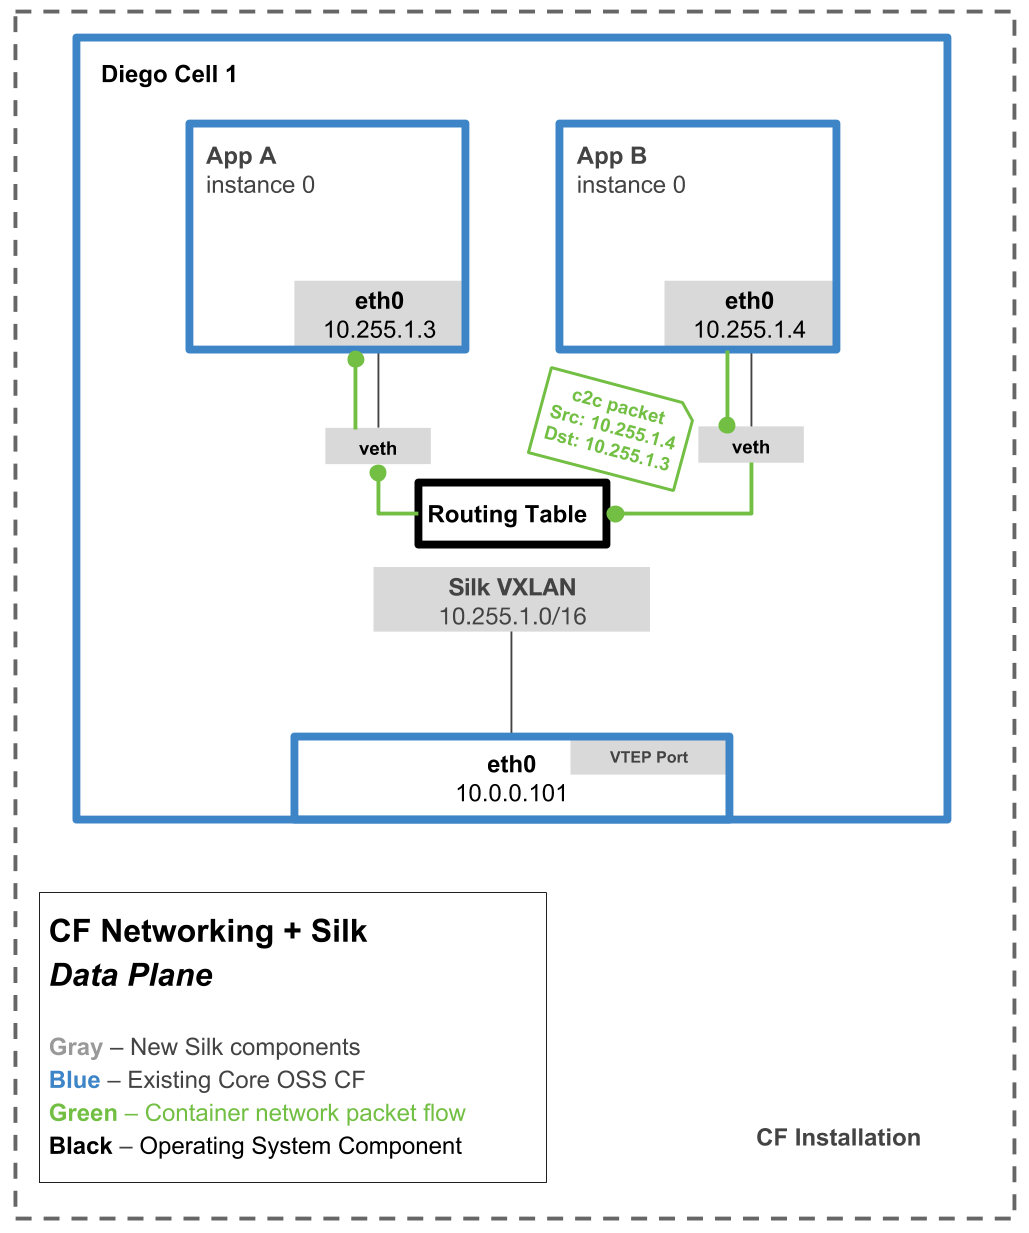 Diego Cell 1
App A
instance 0
App B
instance 0
eth0
10.255.1.3
eth0
10.255.1.4
c2c packet
Src: 10.255.1.4
Dst: 10.255.1.3
veth
veth
Routing Table
Silk VXLAN
10.255.1.0/16
VTEP Port
eth0
10.0.0.101
CF Networking + Silk
Data Plane
Gray – New Silk components
Blue – Existing Core OSS CF
Green – Container network packet flow
Black – Operating System Component
CF Installation